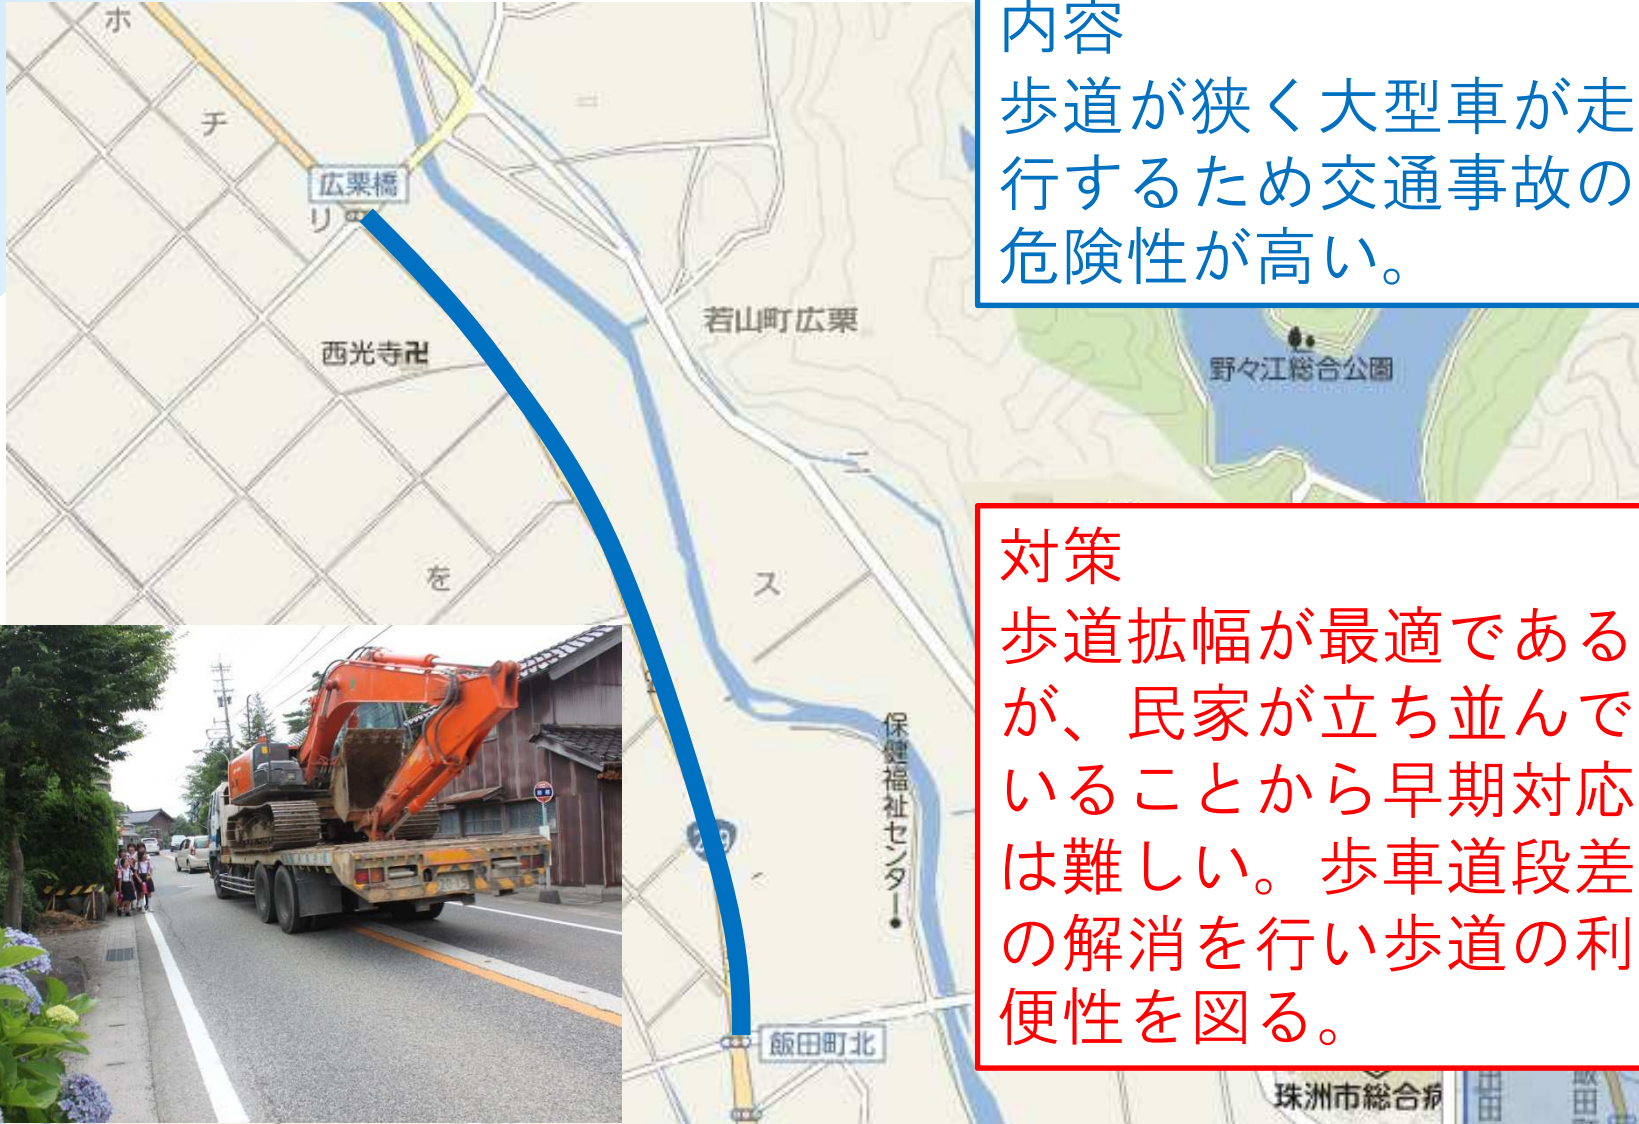 内容
歩道が狭く大型車が走
行するため交通事故の
危険性が高い。
ホ
チ
広栗橋
リ
西光寺卍
若山町広栗
野々江総合公園
ニ
ニ
を
ス
対策
歩道拡幅が最適である
が、民家が立ち並んで
いることから早期対応
は難しい。歩車道段差
の解消を行い歩道の利
便性を図る。
保健福祉センター
飯田町北
珠洲市総合病